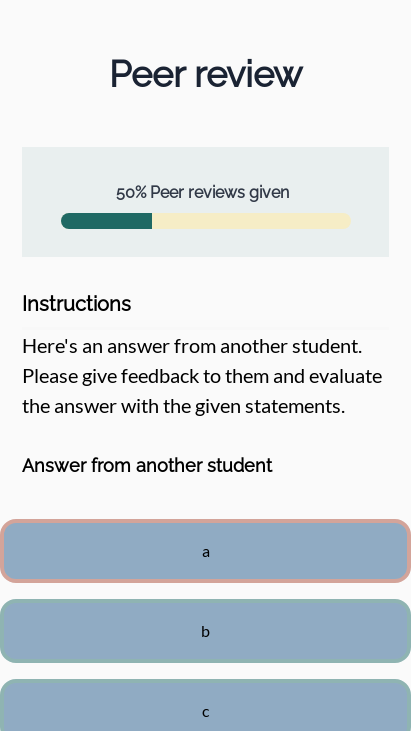 Peer review
50% Peer reviews given
Instructions
Here's an answer from another student.
Please give feedback to them and evaluate
the answer with the given statements.
Answer from another student
a
b
c